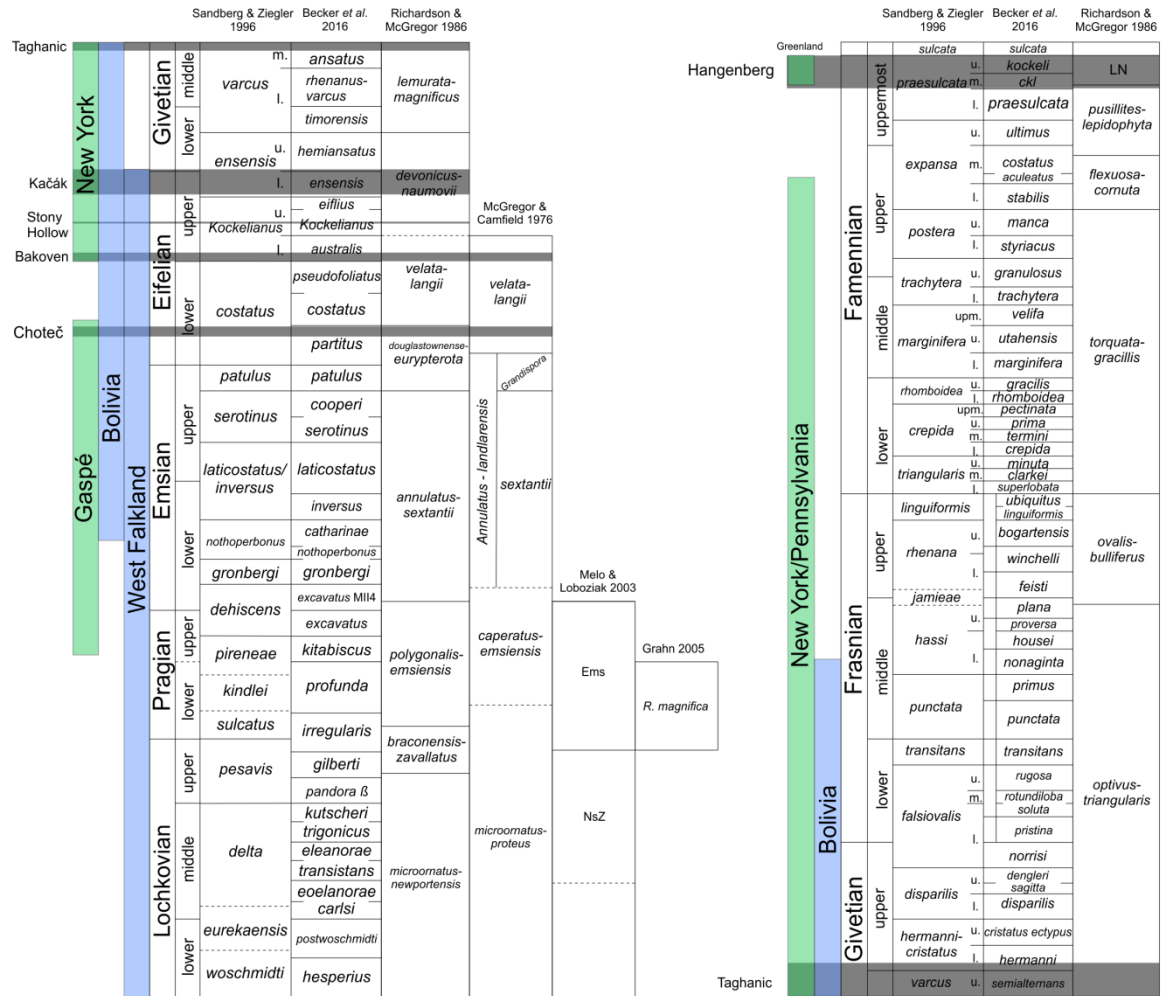 Sandberg & Ziegler
1996
Becker et al.
2016
Richardson &
McGregor 1986
Taghanic
Kačák
Stony
Hollow
Bakoven
Choteč
New York
Gaspé
Bolivia
West Falkland
Givetian
Eifelian
Emsian
Pragian
Lochkovian
middle
lower
upper
lower
upper
lower
upper
lower
upper
middle
lower
varcus
m.
l.
ensensis
u.
l.
Kockelianus
u.
l.
costatus
patulus
serotinus
laticostatus/
inversus
nothoperbonus
gronbergi
dehiscens
pireneae
kindlei
sulcatus
pesavis
delta
eurekaensis
woschmidti
ansatus
rhenanus-
varcus
timorensis
hemiansatus
ensensis
eiflius
Kockelianus
australis
pseudofoliatus
costatus
partitus
patulus
cooperi
serotinus
laticostatus
inversus
catharinae
nothoperbonus
gronbergi
excavatus MII4
excavatus
kitabiscus
profunda
irregularis
gilberti
pandora ß
kutscheri
trigonicus
eleanorae
transistans
eoelanorae
carlsi
postwoschmidti
hesperius
lemurata-
magnificus
devonicus-
naumovii
velata-
langii
douglastownense-
eurypterota
annulatus-
sextantii
polygonalis-
emsiensis
braconensis-
zavallatus
microornatus-
newportensis
McGregor &
Camfield 1976
velata-
langii
Grandispora
Annulatus - landlarensis
sextantii
caperatus-
emsiensis
microornatus-
proteus
Melo &
Loboziak 2003
Ems
NsZ
Grahn 2005
R. magnifica
Sandberg & Ziegler
1996
Becker et al.
2016
Richardson &
McGregor 1986
Greenland
Hangenberg
Taghanic
New York/Pennsylvania
Bolivia
Famennian
Frasnian
Givetian
uppermost
upper
middle
lower
upper
middle
lower
upper
sulcata
praesulcata
u.
m.
l.
expansa
u.
m.
l.
postera
u.
l.
trachytera
u.
l.
marginifera
upm.
u.
l.
rhomboidea
u.
l.
crepida
upm.
u.
m.
l.
triangularis
u.
m.
l.
linguiformis
rhenana
u.
l.
jamieae
hassi
u.
l.
punctata
transitans
falsiovalis
u.
m.
l.
disparilis
u.
l.
hermanni-
cristatus
u.
l.
varcus
u.
sulcata
kockeli
ckl
praesulcata
ultimus
costatus
aculeatus
stabilis
manca
styriacus
granulosus
trachytera
velifa
utahensis
marginifera
gracilis
rhomboidea
pectinata
prima
termini
crepida
minuta
clarkei
superlobata
ubiquitus
linguiformis
bogartensis
winchelli
feisti
plana
proversa
housei
nonaginta
primus
punctata
transitans
rugosa
rotundiloba
soluta
pristina
norrisi
dengleri
sagitta
disparilis
cristatus ectypus
hermanni
semialternans
LN
pusillites-
lepidophyta
flexuosa-
cornuta
torquata-
gracillis
ovalis-
bulliferus
optivus-
triangularis